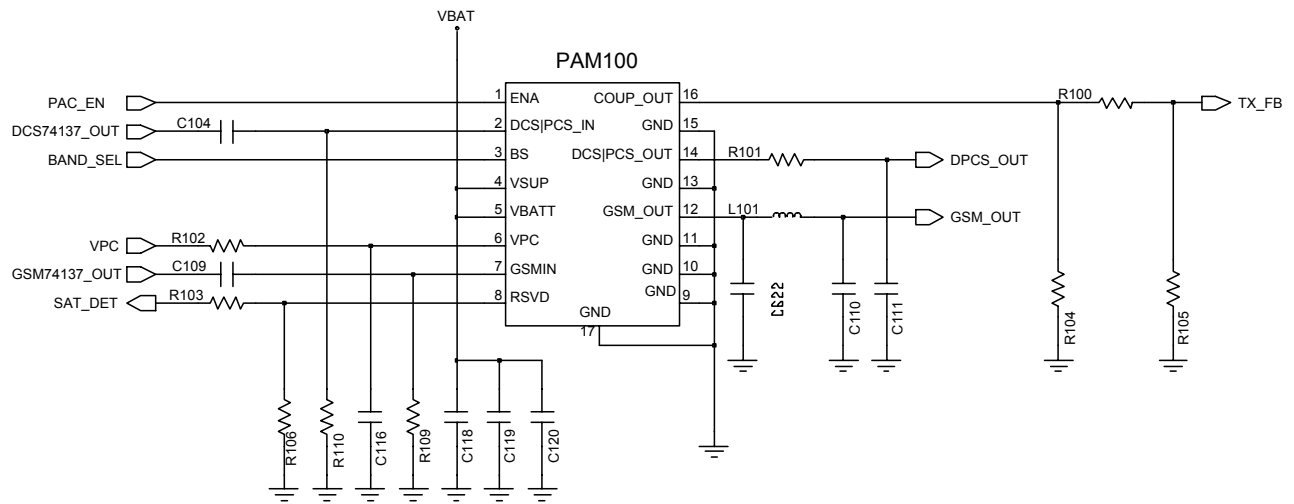 VBAT
PAM100
PAC_EN
1 ENA
COUP_OUT 16
R100
TX_FB
DCS74137_OUT
C104
2 DCS|PCS_IN
GND 15
BAND_SEL
3 BS
DCS|PCS_OUT 14
R101
DPCS_OUT
4 VSUP
GND 13
5 VBATT
GSM_OUT 12
L101
GSM_OUT
VPC
R102
6 VPC
GND 11
GSM74137_OUT
C109
7 GSMIN
GND 10
SAT_DET
R103
8 RSVD
GND 9
GND
17
C110
C111
R104
R105
R106
R110
C116
R109
C118
C119
C120